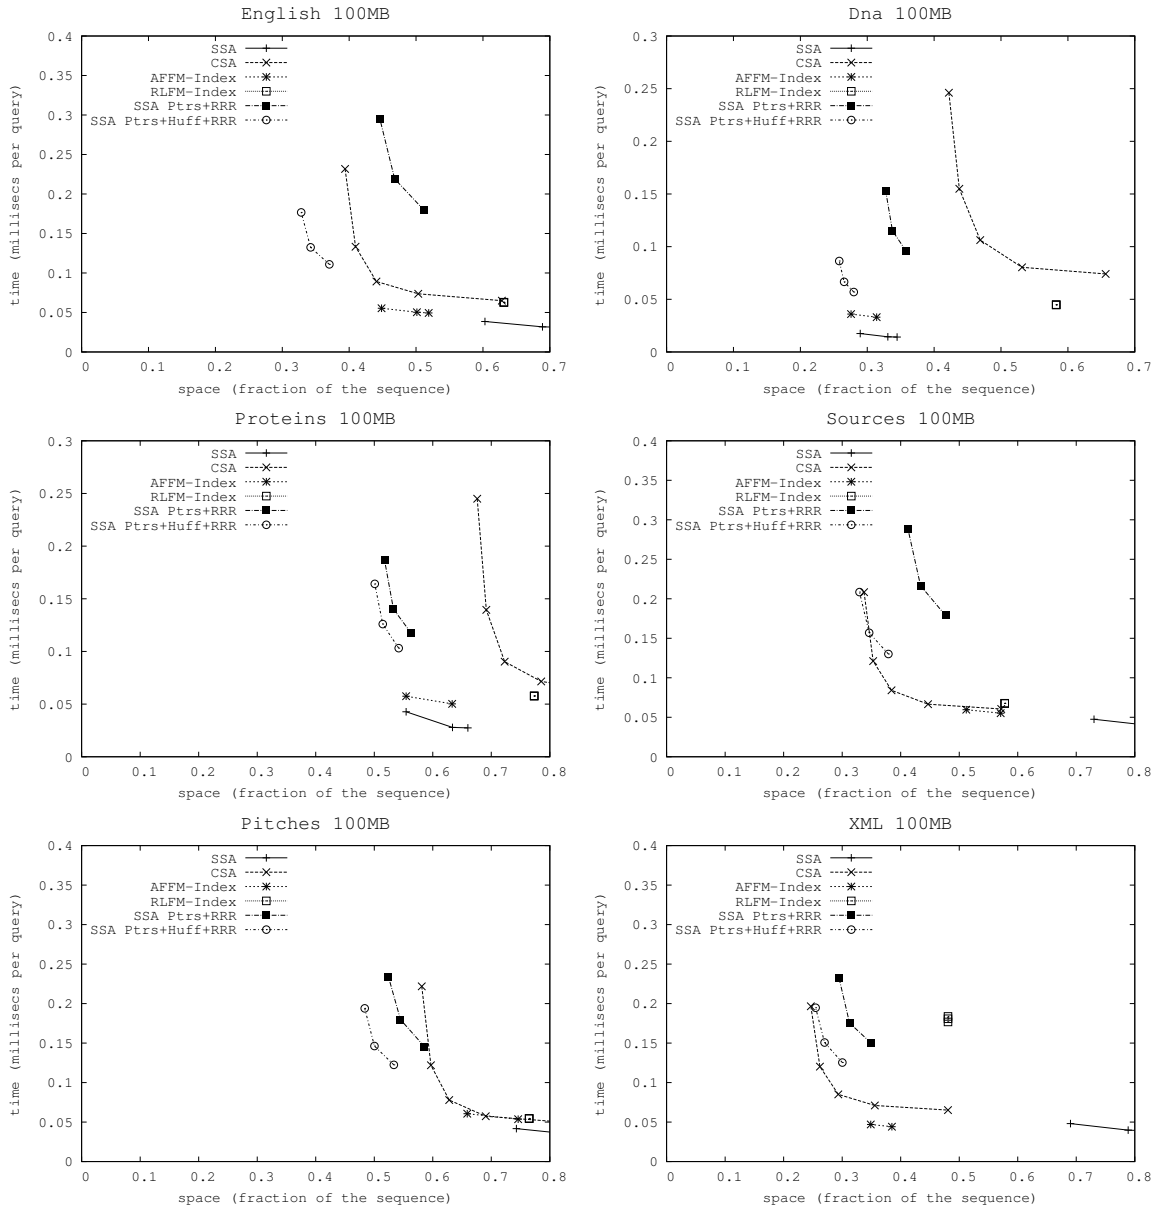 English 100MB
time (millisecs per query)
0.4
0.35
0.3
0.25
0.2
0.15
0.1
0.05
0
SSA
CSA
AFFM-Index
RLFM-Index
SSA Ptrs+RRR
SSA Ptrs+Huff+RRR
0 0.1 0.2 0.3 0.4 0.5 0.6 0.7
space (fraction of the sequence)
Dna 100MB
time (millisecs per query)
0.3
0.25
0.2
0.15
0.1
0.05
0
SSA
CSA
AFFM-Index
RLFM-Index
SSA Ptrs+RRR
SSA Ptrs+Huff+RRR
0 0.1 0.2 0.3 0.4 0.5 0.6 0.7
space (fraction of the sequence)
Proteins 100MB
time (millisecs per query)
0.3
0.25
0.2
0.15
0.1
0.05
0
SSA
CSA
AFFM-Index
RLFM-Index
SSA Ptrs+RRR
SSA Ptrs+Huff+RRR
0 0.1 0.2 0.3 0.4 0.5 0.6 0.7 0.8
space (fraction of the sequence)
Sources 100MB
time (millisecs per query)
0.4
0.35
0.3
0.25
0.2
0.15
0.1
0.05
0
SSA
CSA
AFFM-Index
RLFM-Index
SSA Ptrs+RRR
SSA Ptrs+Huff+RRR
0 0.1 0.2 0.3 0.4 0.5 0.6 0.7 0.8
space (fraction of the sequence)
Pitches 100MB
time (millisecs per query)
0.4
0.35
0.3
0.25
0.2
0.15
0.1
0.05
0
SSA
CSA
AFFM-Index
RLFM-Index
SSA Ptrs+RRR
SSA Ptrs+Huff+RRR
0 0.1 0.2 0.3 0.4 0.5 0.6 0.7 0.8
space (fraction of the sequence)
XML 100MB
time (millisecs per query)
0.4
0.35
0.3
0.25
0.2
0.15
0.1
0.05
0
SSA
CSA
AFFM-Index
RLFM-Index
SSA Ptrs+RRR
SSA Ptrs+Huff+RRR
0 0.1 0.2 0.3 0.4 0.5 0.6 0.7 0.8
space (fraction of the sequence)